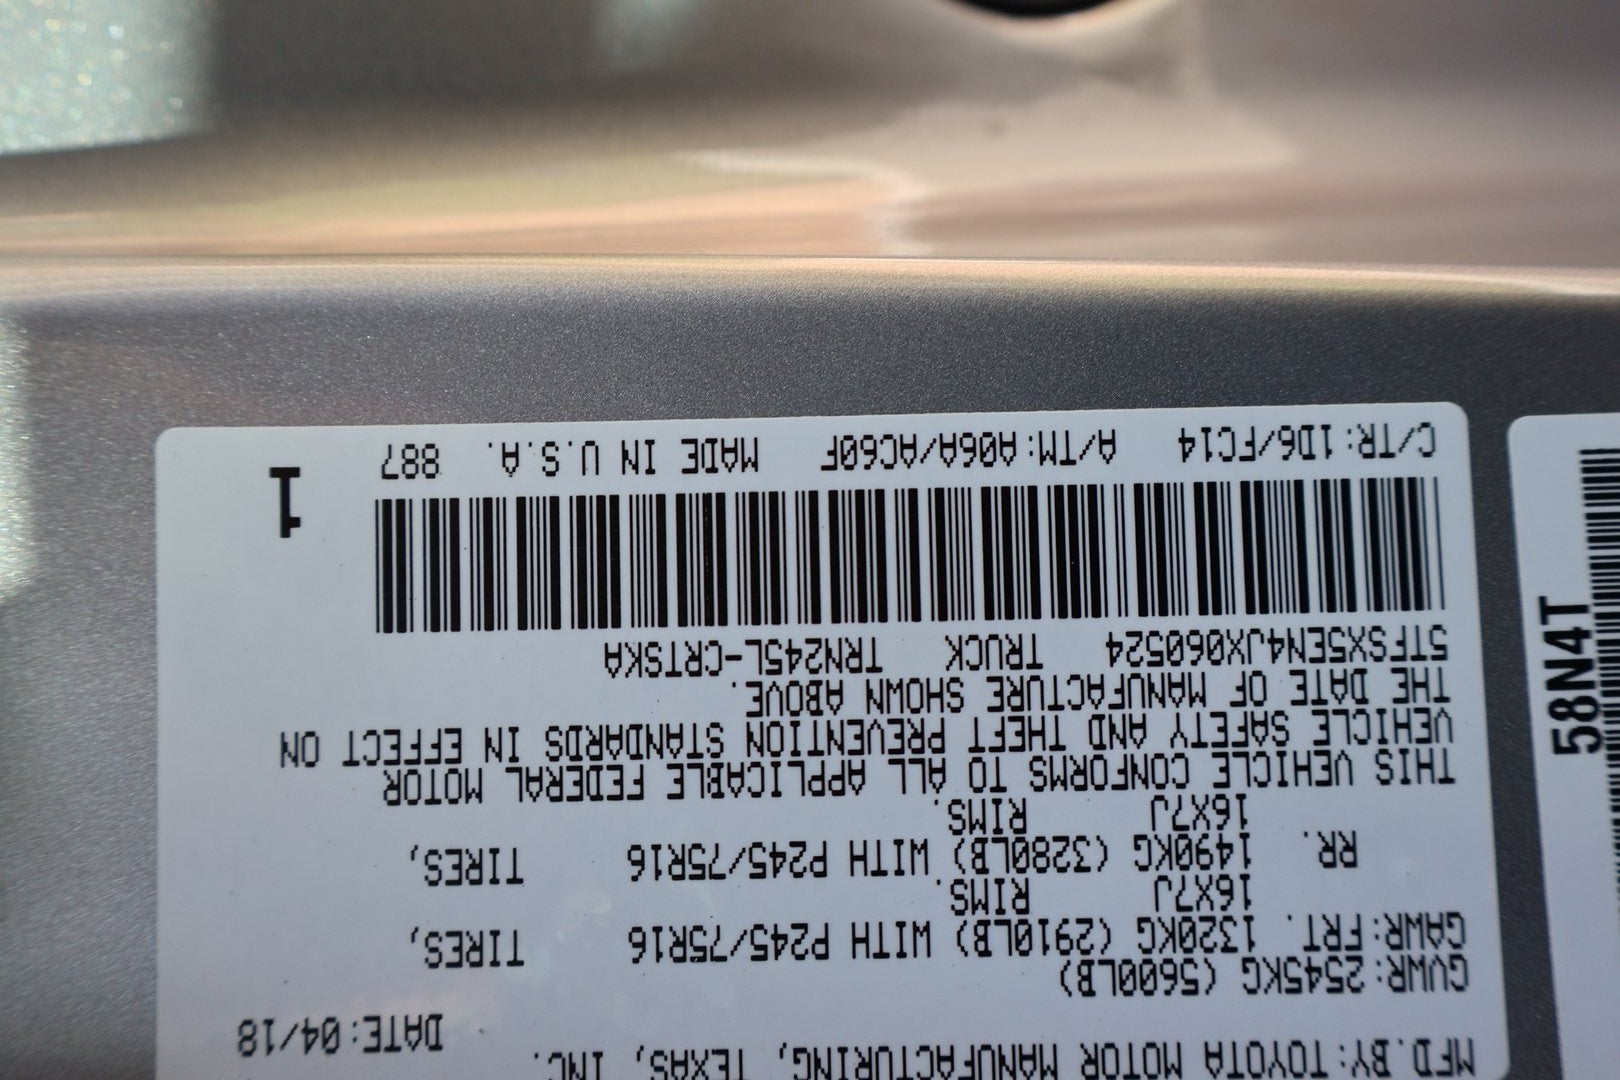 MFD.BY:TOYOTA MOTOR MANUFACTURING, TEXAS, INC.
DATE:04/18
GVWR:2545KG (5600LB)
GAWR:FRT. 1320KG (2910LB) WITH P245/75R16 TIRES,
16X7J RIMS.
RR. 1490KG (3280LB) WITH P245/75R16 TIRES,
16X7J RIMS.
THIS VEHICLE CONFORMS TO ALL APPLICABLE FEDERAL MOTOR
VEHICLE SAFETY AND THEFT PREVENTION STANDARDS IN EFFECT ON
THE DATE OF MANUFACTURE SHOWN ABOVE.
5TFSX5EN4JX060524 TRUCK TRN245L-CRTSKA
C/TR:1D6/FC14 A/TM:A06A/AC60F MADE IN U.S.A. 887
1
58N4T